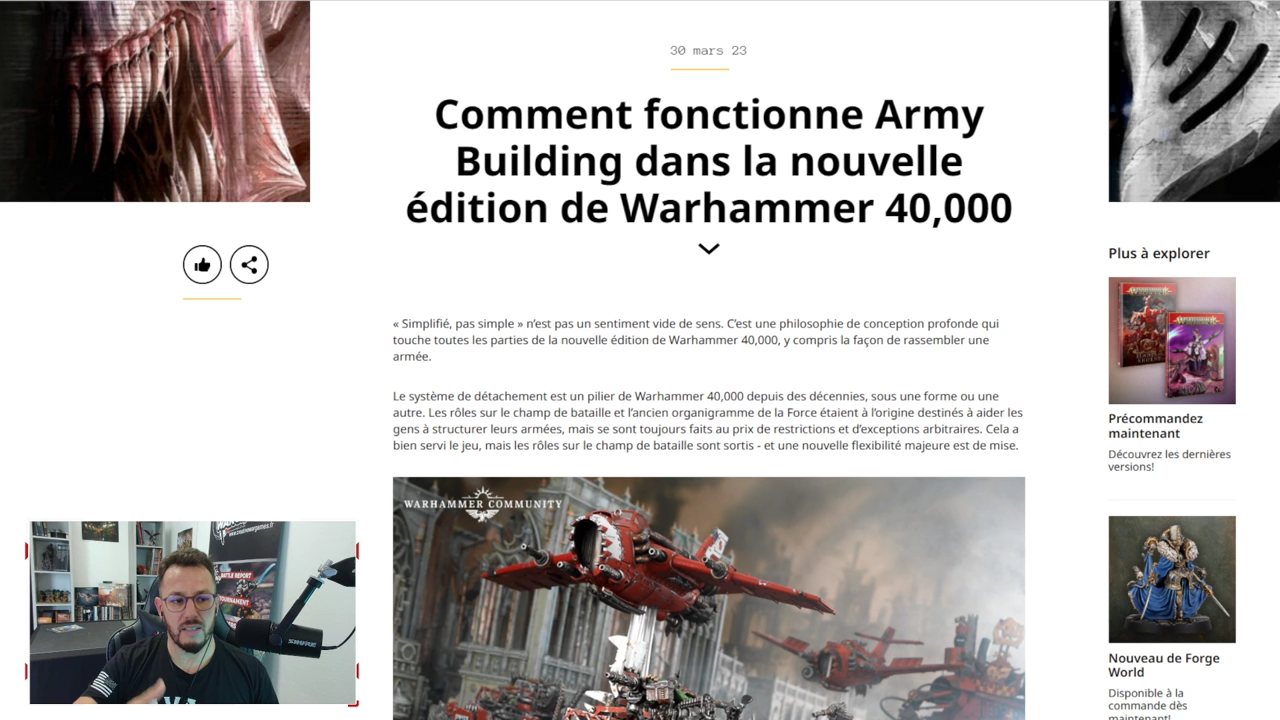 30 mars 23
Comment fonctionne Army
Building dans la nouvelle
édition de Warhammer 40,000
« Simplifié, pas simple » n'est pas un sentiment vide de sens. C'est une philosophie de conception profonde qui
touche toutes les parties de la nouvelle édition de Warhammer 40,000, y compris la façon de rassembler une
armée.
Le système de détachement est un pilier de Warhammer 40,000 depuis des décennies, sous une forme ou une
autre. Les rôles sur le champ de bataille et l'ancien organigramme de la Force étaient à l'origine destinés à aider les
gens à structurer leurs armées, mais se sont toujours faits au prix de restrictions et d'exceptions arbitraires. Cela a
bien servi le jeu, mais les rôles sur le champ de bataille sont sortis - et une nouvelle flexibilité majeure est de mise.
WARHAMMER COMMUNITY
Plus à explorer
WARHAMMER
WARHAMMER
Précommandez
maintenant
Découvrez les dernières
versions!
Nouveau de Forge
World
Disponible à la
commande dès
maintenant!
BATTLE REPORT
TOURNAMENT
SHURE